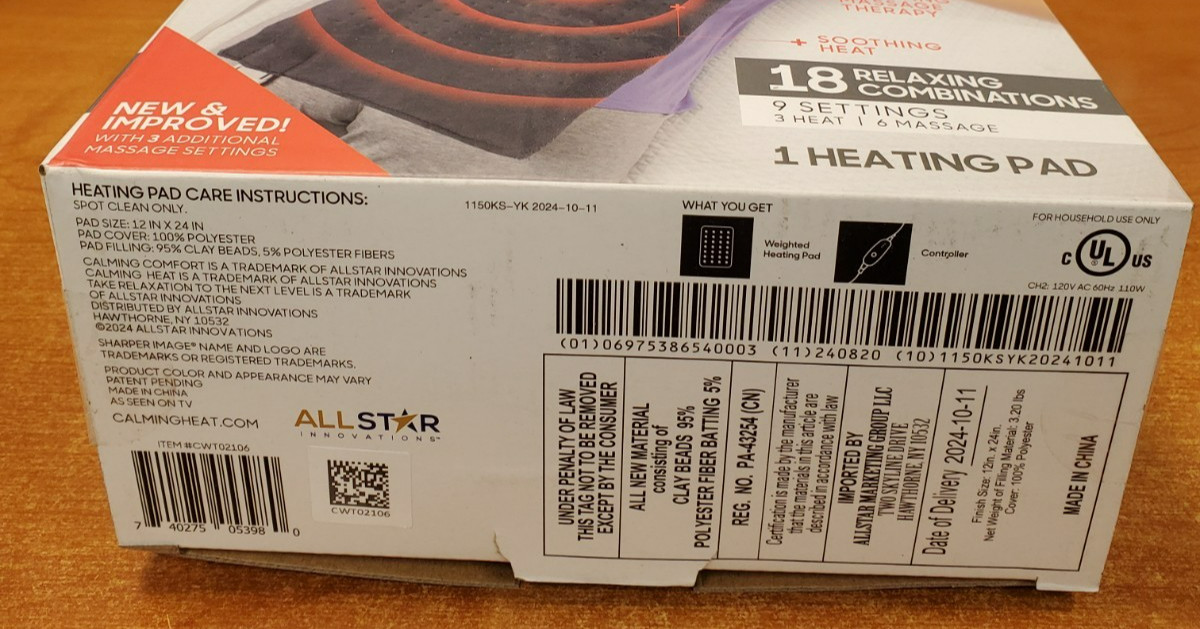 MASSAGE
THERAPY
+ SOOTHING
HEAT
18 RELAXING
COMBINATIONS
9 SETTINGS
3 HEAT | 6 MASSAGE
1 HEATING PAD
NEW &
IMPROVED!
WITH 3 ADDITIONAL
MASSAGE SETTINGS
HEATING PAD CARE INSTRUCTIONS:
SPOT CLEAN ONLY.
PAD SIZE: 12 IN X 24 IN
PAD COVER: 100% POLYESTER
PAD FILLING: 95% CLAY BEADS, 5% POLYESTER FIBERS
CALMING COMFORT IS A TRADEMARK OF ALLSTAR INNOVATIONS
CALMING HEAT IS A TRADEMARK OF ALLSTAR INNOVATIONS
TAKE RELAXATION TO THE NEXT LEVEL IS A TRADEMARK
OF ALLSTAR INNOVATIONS
DISTRIBUTED BY ALLSTAR INNOVATIONS
HAWTHORNE, NY 10532
©2024 ALLSTAR INNOVATIONS
SHARPER IMAGE® NAME AND LOGO ARE
TRADEMARKS OR REGISTERED TRADEMARKS.
PRODUCT COLOR AND APPEARANCE MAY VARY
PATENT PENDING
MADE IN CHINA
AS SEEN ON TV
CALMINGHEAT.COM
ALLSTAR
INNOVATIONS™
ITEM #CWT02106
7 40275 05398 0
CWT02106
1150KS-YK 2024-10-11
WHAT YOU GET
Weighted
Heating Pad
Controller
FOR HOUSEHOLD USE ONLY
C UL® US
CH2: 120V AC 60Hz 110W
(01)06975386540003 (11)240820 (10)1150KSYK20241011
UNDER PENALTY OF LAW
THIS TAG NOT TO BE REMOVED
EXCEPT BY THE CONSUMER
ALL NEW MATERIAL
consisting of
CLAY BEADS 95%
POLYESTER FIBER BATTING 5%
REG. NO. PA-43254 (CN)
Certification is made by the manufacturer
that the materials in this article are
described in accordance with law
IMPORTED BY
ALLSTAR MARKETING GROUP LLC
TWO SKYLINE DRIVE
HAWTHORNE NY 10532
Date of Delivery 2024-10-11
Finish Size: 12in. x 24in.
Net Weight of Filling Material: 3.20 lbs
Cover: 100% Polyester
MADE IN CHINA